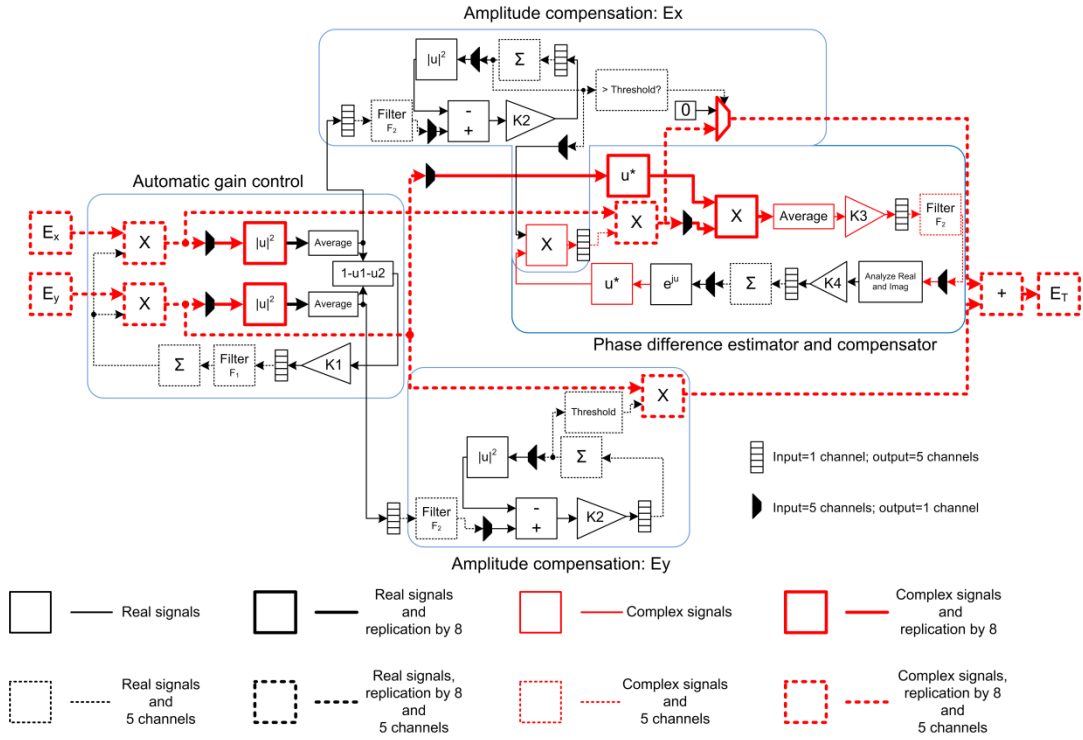 Amplitude compensation: Ex
|u|²
Σ
> Threshold?
0
Filter
F₂
-
+
K2
Automatic gain control
u*
Eₓ
X
|u|²
Average
X
X
X
Average
K3
Filter
F₂
1-u1-u2
E_y
X
|u|²
Average
u*
eʲᵘ
Σ
K4
Analyze Real
and Imag
+
E_T
Phase difference estimator and compensator
Σ
Filter
F₁
K1
X
Threshold
|u|²
Σ
Filter
F₂
-
+
K2
Input=1 channel; output=5 channels
Input=5 channels; output=1 channel
Amplitude compensation: Ey
Real signals
Real signals
and
replication by 8
Complex signals
Complex signals
and
replication by 8
Real signals
and
5 channels
Real signals,
replication by 8
and
5 channels
Complex signals
and
5 channels
Complex signals,
replication by 8
and
5 channels